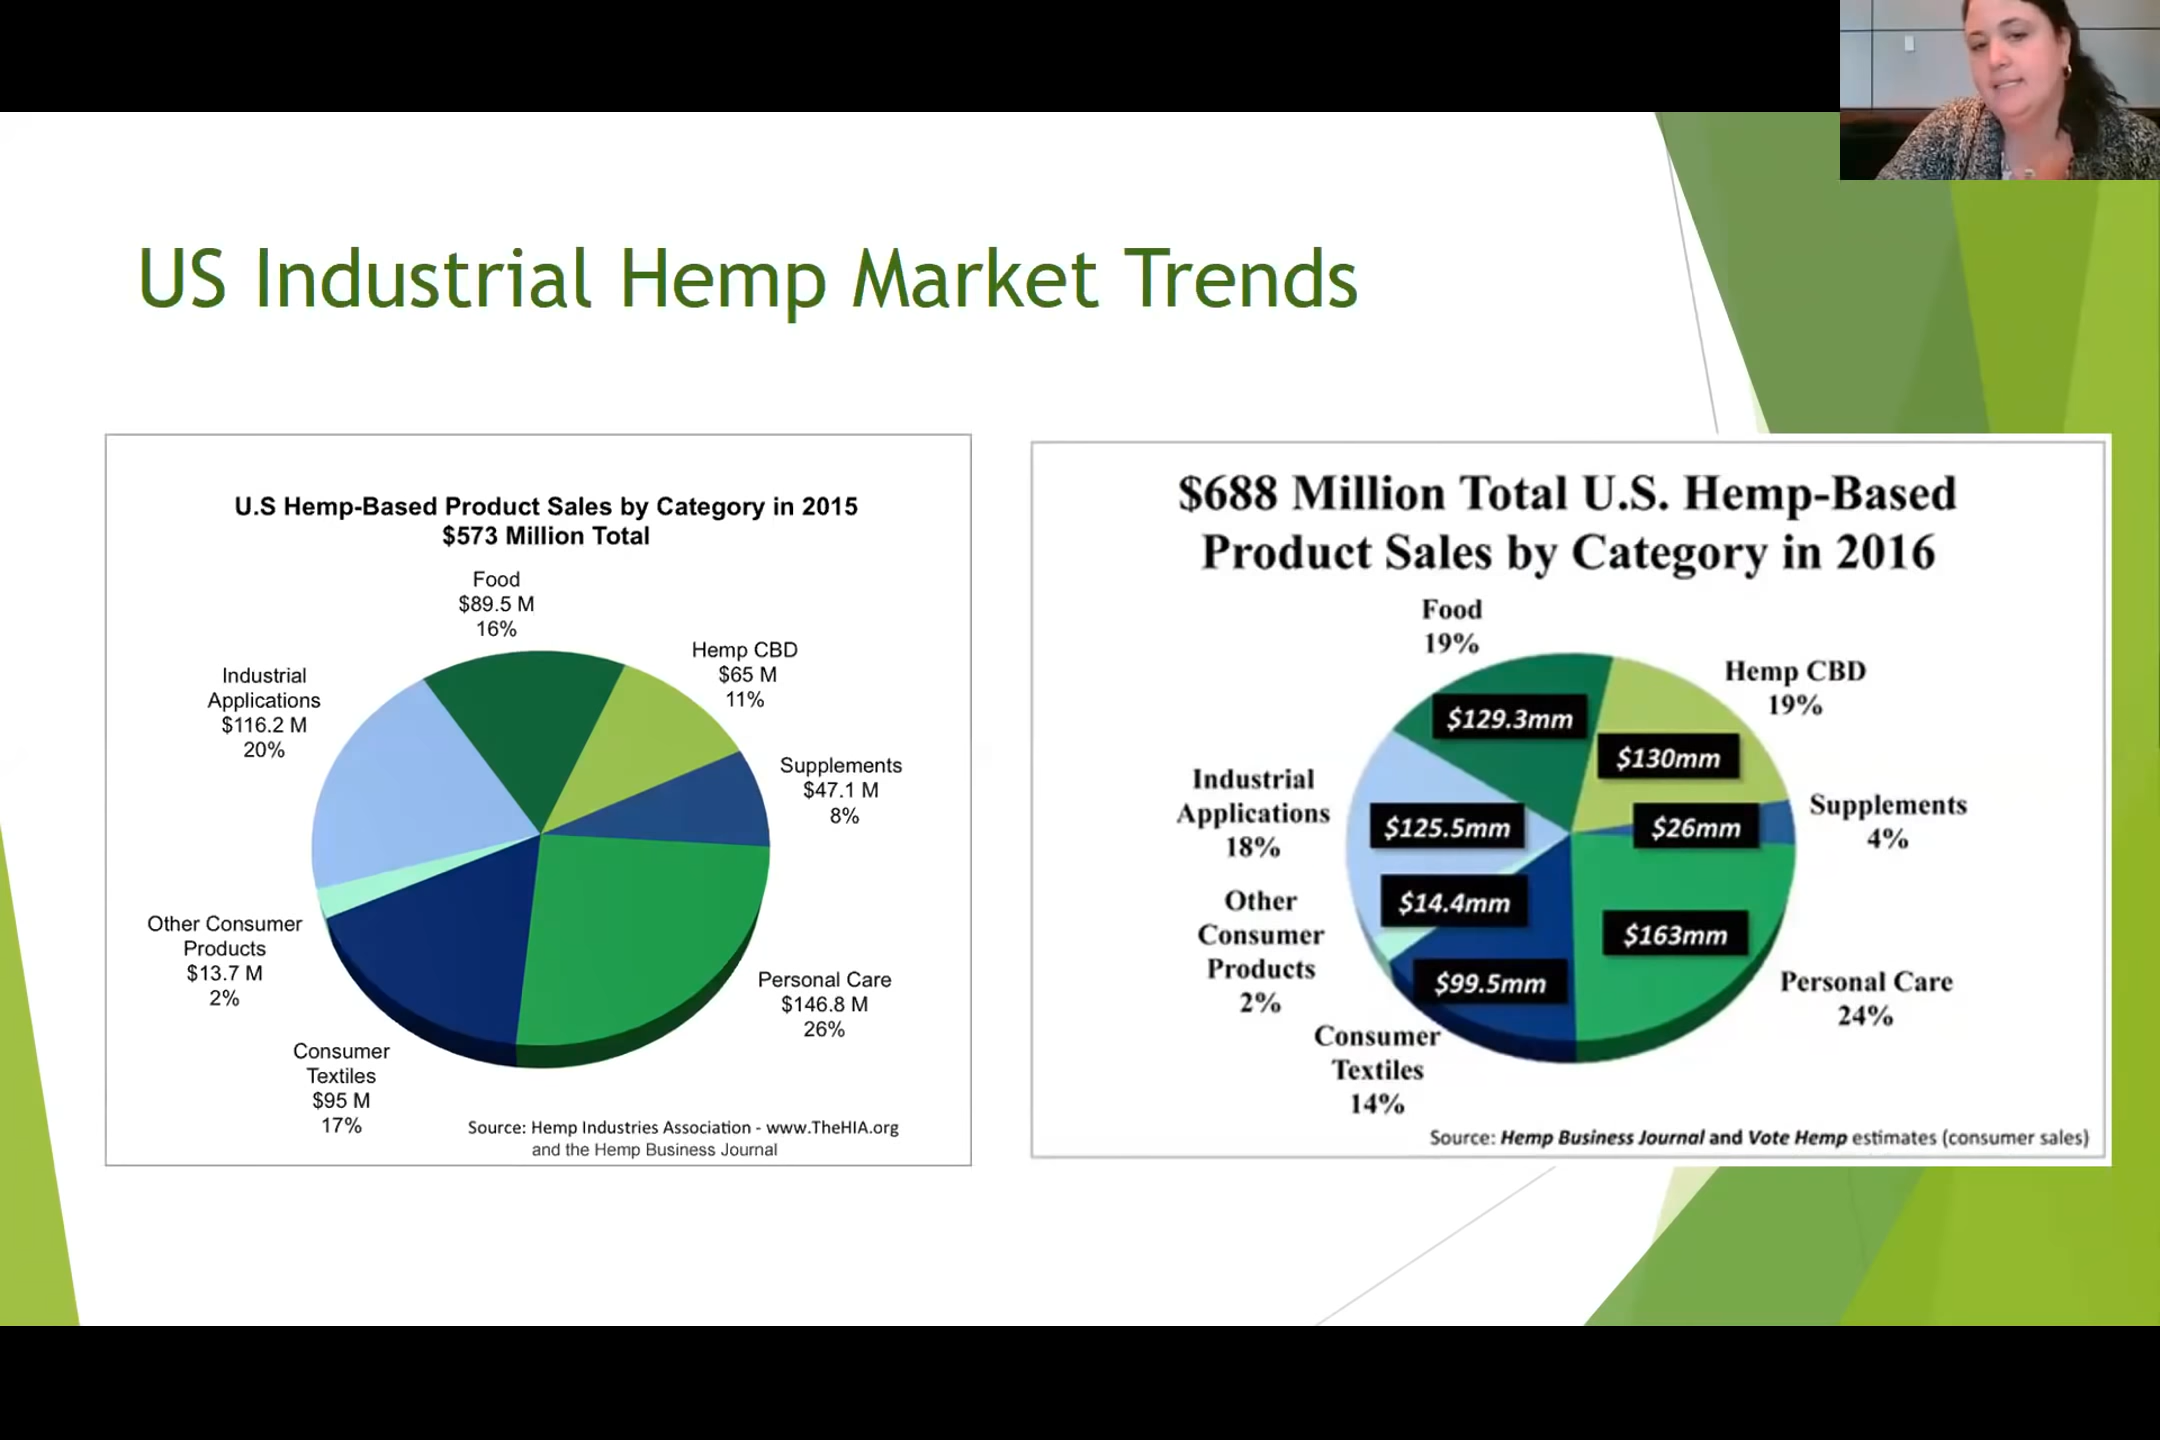 US Industrial Hemp Market Trends
U.S Hemp-Based Product Sales by Category in 2015
$573 Million Total
Food
$89.5 M
16%
Hemp CBD
$65 M
11%
Supplements
$47.1 M
8%
Personal Care
$146.8 M
26%
Consumer
Textiles
$95 M
17%
Other Consumer
Products
$13.7 M
2%
Industrial
Applications
$116.2 M
20%
Source: Hemp Industries Association - www.TheHIA.org
and the Hemp Business Journal
$688 Million Total U.S. Hemp-Based
Product Sales by Category in 2016
Food
19%
$129.3mm
Hemp CBD
19%
$130mm
Supplements
4%
$26mm
Personal Care
24%
$163mm
Consumer
Textiles
14%
$99.5mm
Other
Consumer
Products
2%
$14.4mm
Industrial
Applications
18%
$125.5mm
Source: Hemp Business Journal and Vote Hemp estimates (consumer sales)